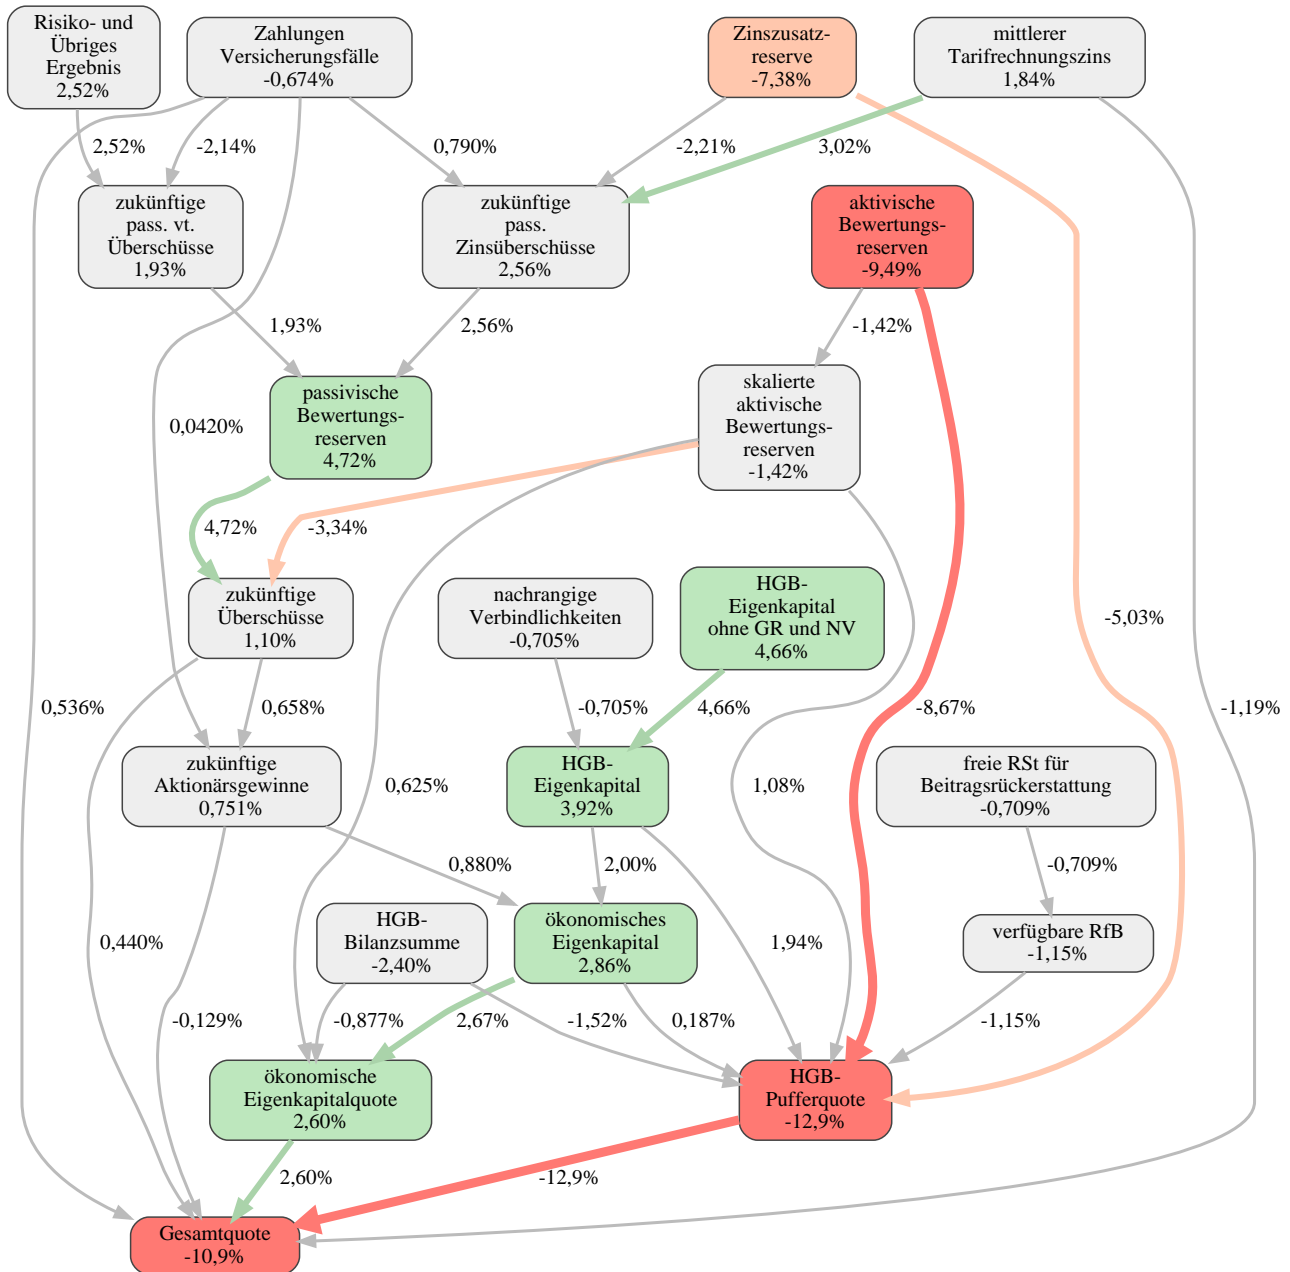 Risiko- und
Übriges
Ergebnis
2,52%
Zahlungen
Versicherungsfälle
-0,674%
Zinszusatz-
reserve
-7,38%
mittlerer
Tarifrechnungszins
1,84%
2,52%
-2,14%
0,790%
-2,21%
3,02%
zukünftige
pass. vt.
Überschüsse
1,93%
zukünftige
pass.
Zinsüberschüsse
2,56%
aktivische
Bewertungs-
reserven
-9,49%
1,93%
2,56%
-1,42%
passivische
Bewertungs-
reserven
4,72%
skalierte
aktivische
Bewertungs-
reserven
-1,42%
0,0420%
4,72%
-3,34%
zukünftige
Überschüsse
1,10%
nachrangige
Verbindlichkeiten
-0,705%
HGB-
Eigenkapital
ohne GR und NV
4,66%
-5,03%
0,536%
0,658%
-0,705%
4,66%
-8,67%
-1,19%
zukünftige
Aktionärsgewinne
0,751%
0,625%
HGB-
Eigenkapital
3,92%
1,08%
freie RSt für
Beitragsrückerstattung
-0,709%
0,880%
2,00%
-0,709%
0,440%
HGB-
Bilanzsumme
-2,40%
ökonomisches
Eigenkapital
2,86%
1,94%
verfügbare RfB
-1,15%
-0,129%
-0,877%
2,67%
-1,52%
0,187%
-1,15%
ökonomische
Eigenkapitalquote
2,60%
HGB-
Pufferquote
-12,9%
2,60%
-12,9%
Gesamtquote
-10,9%